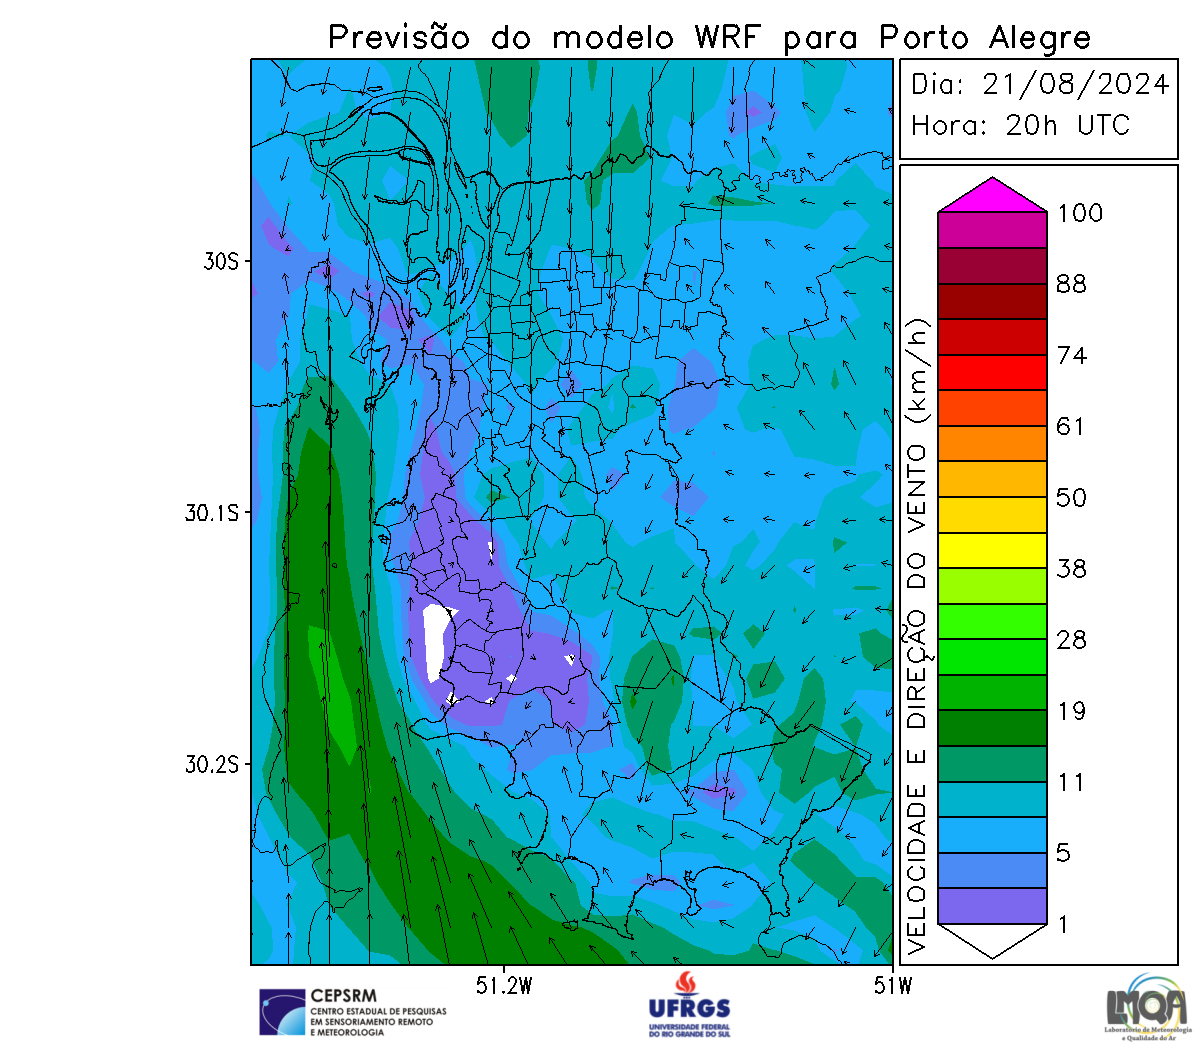 Previsão do modelo WRF para Porto Alegre
Dia: 21/08/2024
Hora: 20h UTC
100
88
74
61
50
38
28
19
11
5
1
VELOCIDADE E DIREÇÃO DO VENTO (km/h)
30S
30.1S
30.2S
51.2W
51W
CEPSRM
CENTRO ESTADUAL DE PESQUISAS
EM SENSORIAMENTO REMOTO
E METEOROLOGIA
UFRGS
UNIVERSIDADE FEDERAL
DO RIO GRANDE DO SUL
LMQA
Laboratório de Meteorologia
e Qualidade do Ar